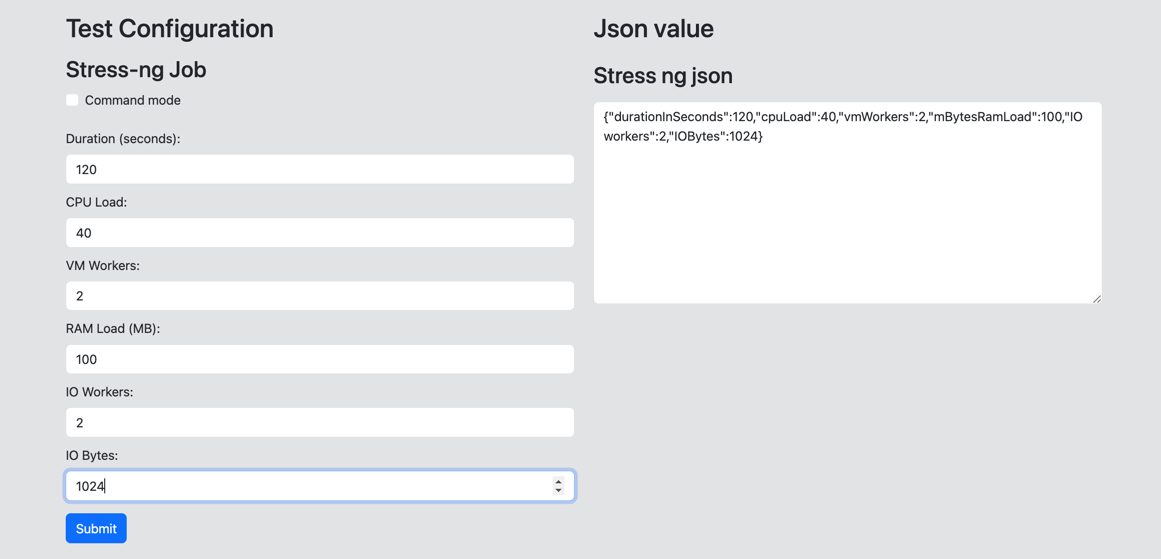 Test Configuration
Stress-ng Job
Command mode
Duration (seconds):
120
CPU Load:
40
VM Workers:
2
RAM Load (MB):
100
IO Workers:
2
IO Bytes:
1024
Submit
Json value
Stress ng json
{"durationInSeconds":120,"cpuLoad":40,"vmWorkers":2,"mBytesRamLoad":100,"IO
workers":2,"IOBytes":1024}